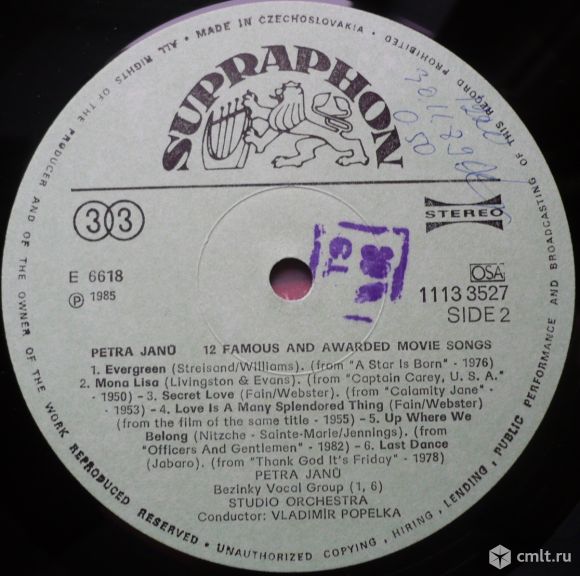 MADE IN CZECHOSLOVAKIA · ALL RIGHTS OF THE PRODUCER AND OF THE OWNER OF THE WORK REPRODUCED RESERVED · UNAUTHORIZED COPYING, HIRING, LENDING, PUBLIC PERFORMANCE AND BROADCASTING OF THIS RECORD PROHIBITED
SUPRAPHON
33
STEREO
E 6618
℗ 1985
OSA
1113 3527
SIDE 2
PETRA JANŮ 12 FAMOUS AND AWARDED MOVIE SONGS
1. Evergreen (Streisand/Williams). (from "A Star Is Born" - 1976)
2. Mona Lisa (Livingston & Evans). (from "Captain Carey, U. S. A."
- 1950) - 3. Secret Love (Fain/Webster). (from "Calamity Jane" -
- 1953) - 4. Love Is A Many Splendored Thing (Fain/Webster)
(from the film of the same title - 1955) - 5. Up Where We
Belong (Nitzche - Sainte-Marie/Jennings). (from
"Officers And Gentlemen" - 1982) - 6. Last Dance
(Jabaro). (from "Thank God It's Friday" - 1978)
PETRA JANŮ
Bezinky Vocal Group (1, 6)
STUDIO ORCHESTRA
Conductor: VLADIMÍR POPELKA
cmlt.ru